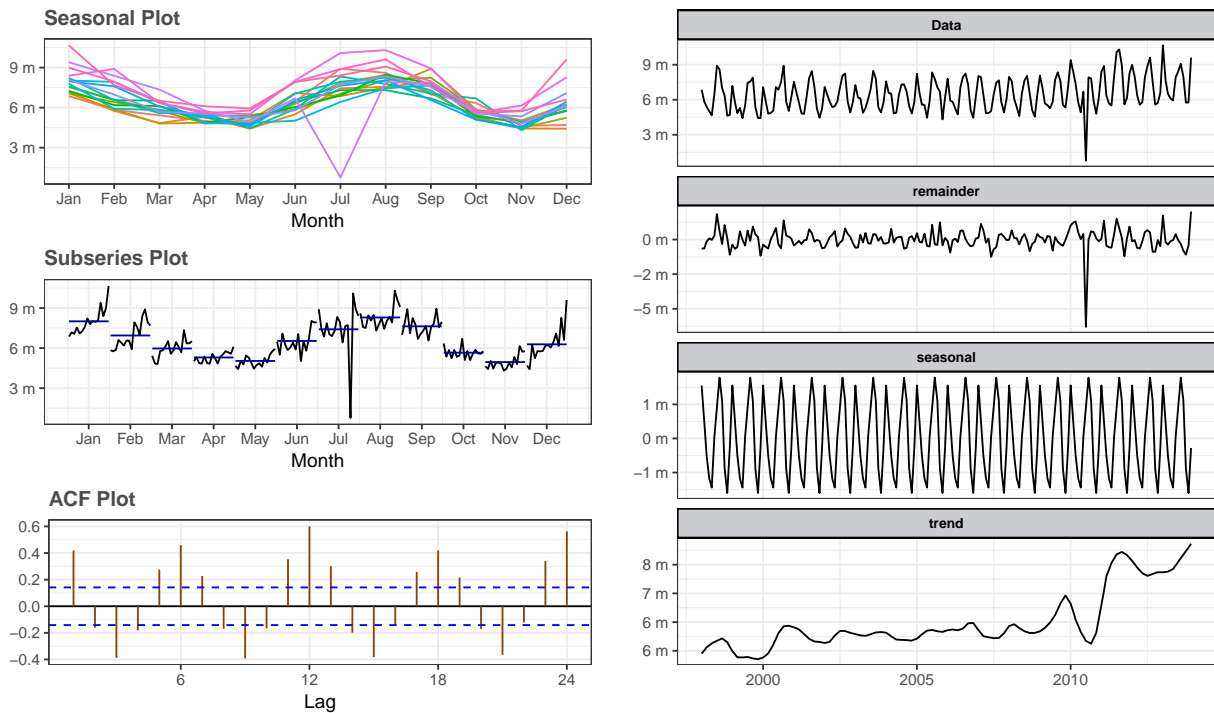 Seasonal Plot
9 m
6 m
3 m
Jan Feb Mar Apr May Jun Jul Aug Sep Oct Nov Dec
Month
Subseries Plot
9 m
6 m
3 m
Jan Feb Mar Apr May Jun Jul Aug Sep Oct Nov Dec
Month
ACF Plot
0.6
0.4
0.2
0.0
−0.2
−0.4
6 12 18 24
Lag
Data
9 m
6 m
3 m
remainder
0 m
−2 m
−5 m
seasonal
1 m
0 m
−1 m
trend
8 m
7 m
6 m
6 m
2000 2005 2010